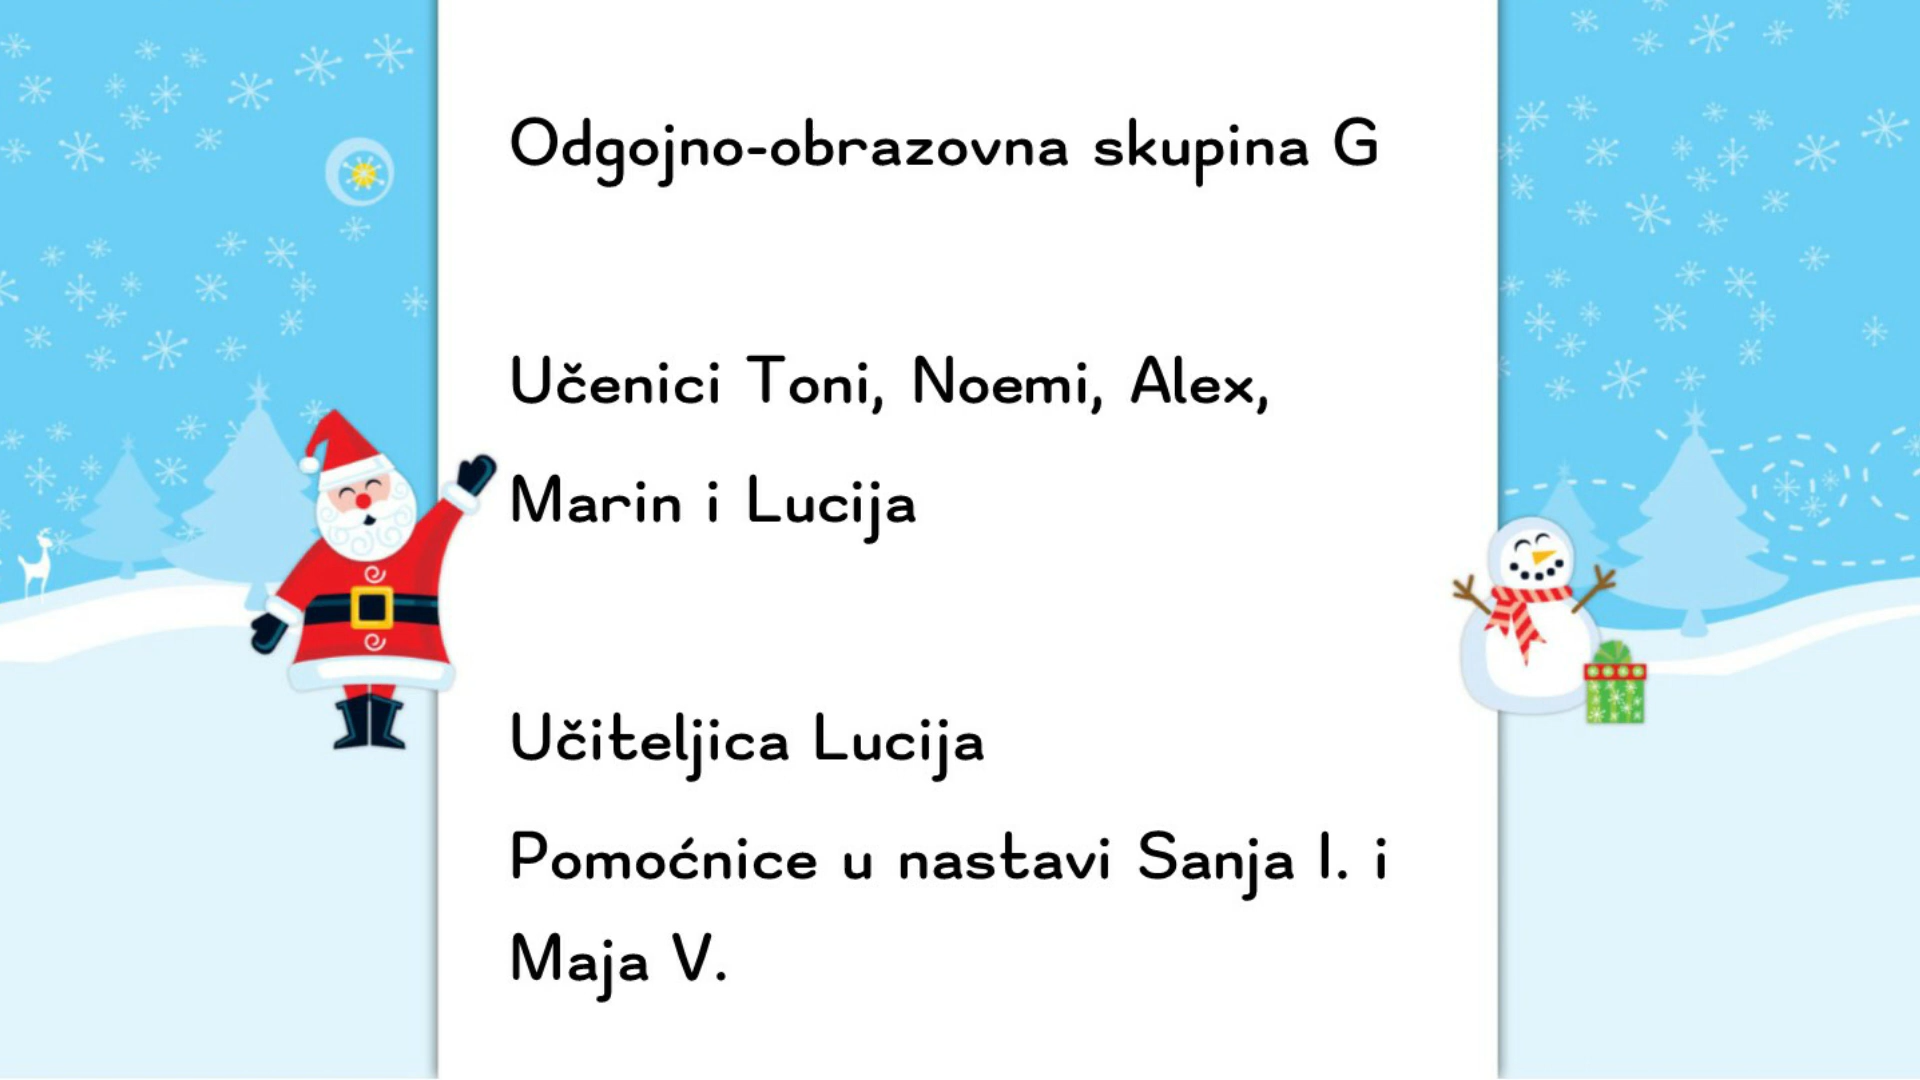 Odgojno-obrazovna skupina G
Učenici Toni, Noemi, Alex,
Marin i Lucija
Učiteljica Lucija
Pomoćnice u nastavi Sanja I. i
Maja V.